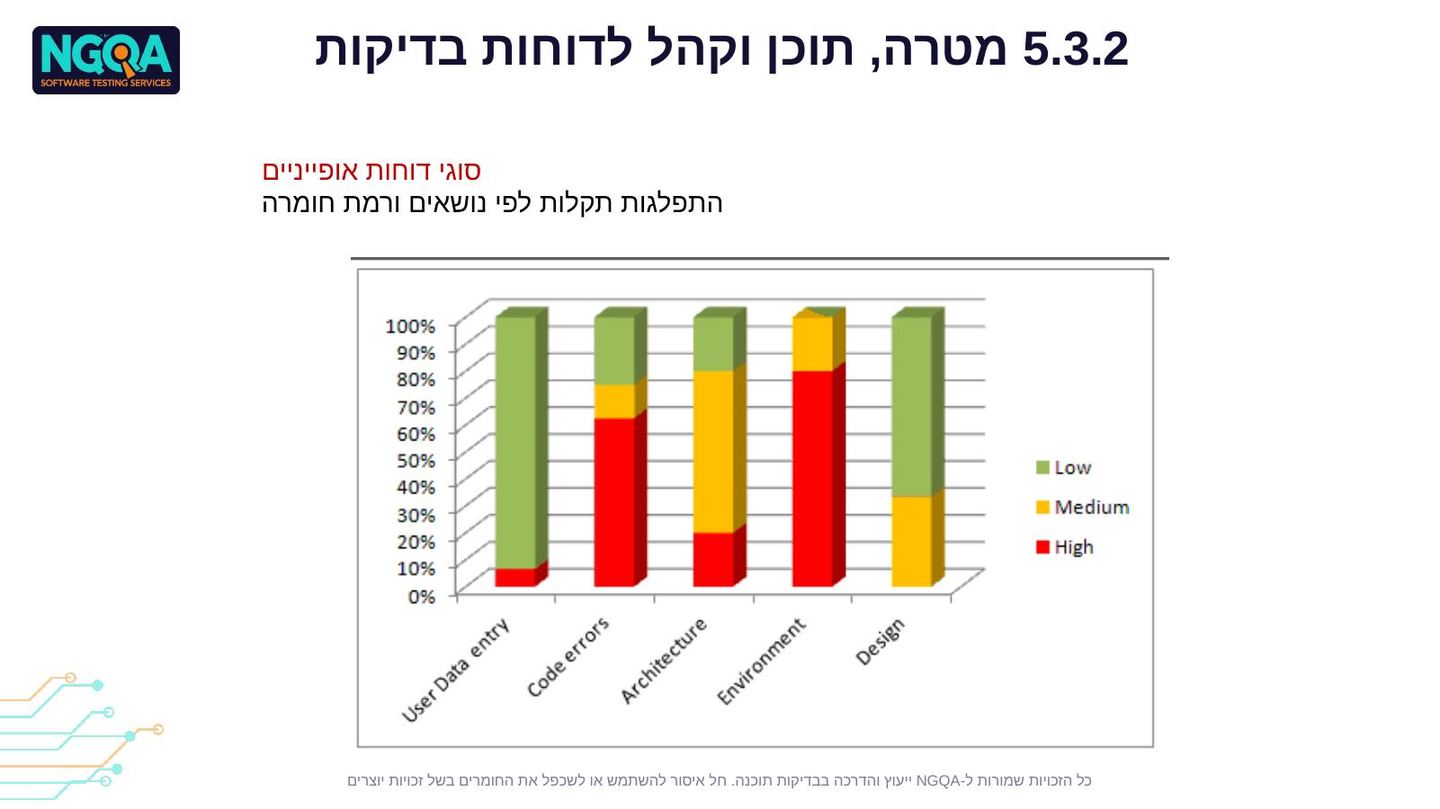 NGQA
SOFTWARE TESTING SERVICES
5.3.2 מטרה, תוכן וקהל לדוחות בדיקות
סוגי דוחות אופייניים
התפלגות תקלות לפי נושאים ורמת חומרה
100%
90%
80%
70%
60%
50%
40%
30%
20%
10%
0%
User Data entry
Code errors
Architecture
Environment
Design
Low
Medium
High
כל הזכויות שמורות ל-NGQA ייעוץ והדרכה בבדיקות תוכנה. חל איסור להשתמש או לשכפל את החומרים בשל זכויות יוצרים